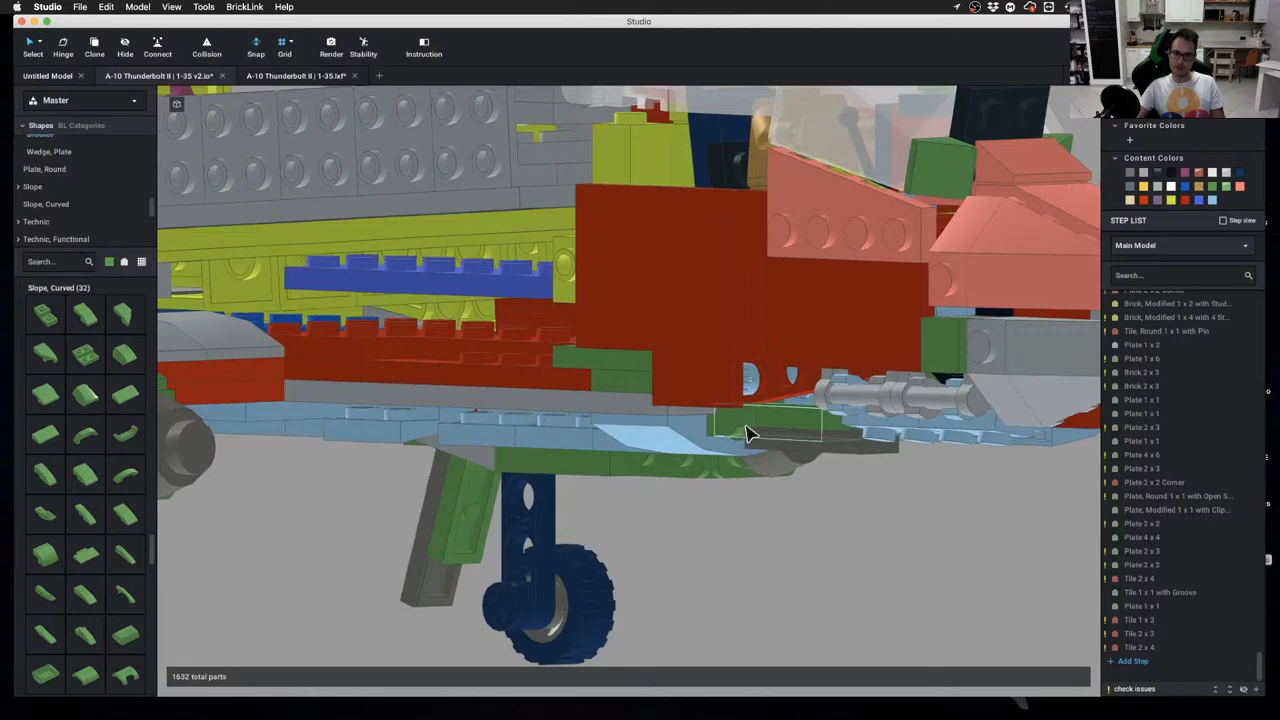 Studio File Edit Model View Tools BrickLink Help
Studio
Select Hinge Clone Hide Connect Collision Snap Grid Render Stability Instruction
Untitled Model A-10 Thunderbolt II | 1-35 v2.io* A-10 Thunderbolt II | 1-35.lxf*
Master
Shapes BL Categories
Wedge, Plate
Plate, Round
Slope
Slope, Curved
Technic
Technic, Functional
Search...
Slope, Curved (32)
1632 total parts
Favorite Colors
Content Colors
STEP LIST Step view
Main Model
Search...
Plate 2 x 2 Corner
Brick, Modified 1 x 2 with Stud...
Brick, Modified 1 x 4 with 4 St...
Tile, Round 1 x 1 with Pin
Plate 1 x 2
Plate 1 x 6
Brick 2 x 3
Brick 2 x 3
Plate 1 x 1
Plate 1 x 1
Plate 2 x 3
Plate 1 x 1
Plate 4 x 6
Plate 2 x 3
Plate 2 x 2 Corner
Plate, Round 1 x 1 with Open S...
Plate, Modified 1 x 1 with Clip...
Plate 2 x 2
Plate 4 x 4
Plate 2 x 3
Plate 2 x 2
Tile 2 x 4
Tile 1 x 1 with Groove
Plate 1 x 1
Tile 1 x 3
Tile 2 x 3
Tile 2 x 4
+ Add Step
! check issues